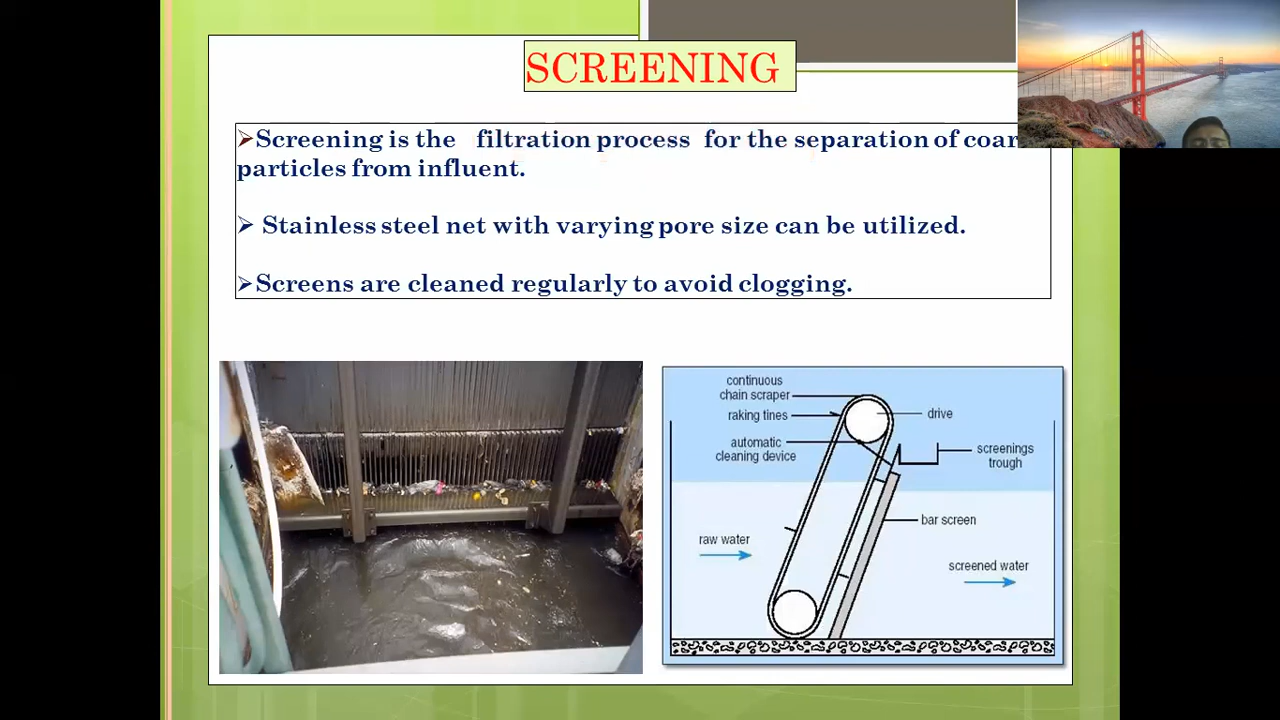 SCREENING
➢Screening is the filtration process for the separation of
particles from influent.
➢ Stainless steel net with varying pore size can be utilized.
➢Screens are cleaned regularly to avoid clogging.
continuous
chain scraper
raking tines
drive
automatic
cleaning device
screenings
trough
bar screen
raw water
screened water